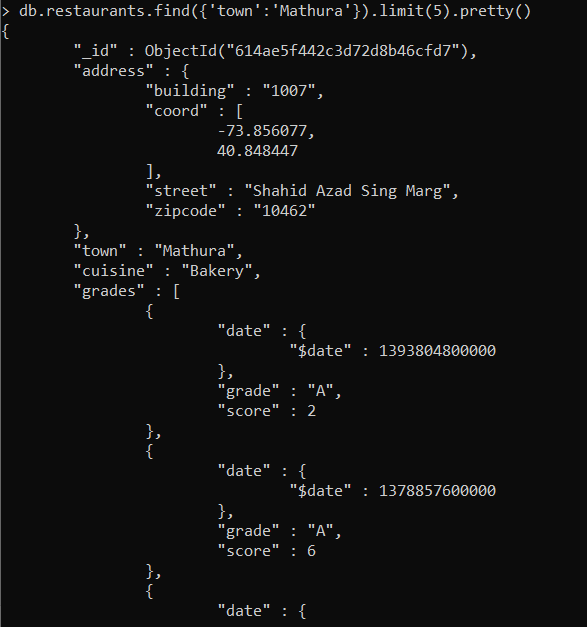 > db.restaurants.find({'town':'Mathura'}).limit(5).pretty()
{
        "_id" : ObjectId("614ae5f442c3d72d8b46cfd7"),
        "address" : {
                "building" : "1007",
                "coord" : [
                        -73.856077,
                        40.848447
                ],
                "street" : "Shahid Azad Sing Marg",
                "zipcode" : "10462"
        },
        "town" : "Mathura",
        "cuisine" : "Bakery",
        "grades" : [
                {
                        "date" : {
                                "$date" : 1393804800000
                        },
                        "grade" : "A",
                        "score" : 2
                },
                {
                        "date" : {
                                "$date" : 1378857600000
                        },
                        "grade" : "A",
                        "score" : 6
                },
                {
                        "date" : {